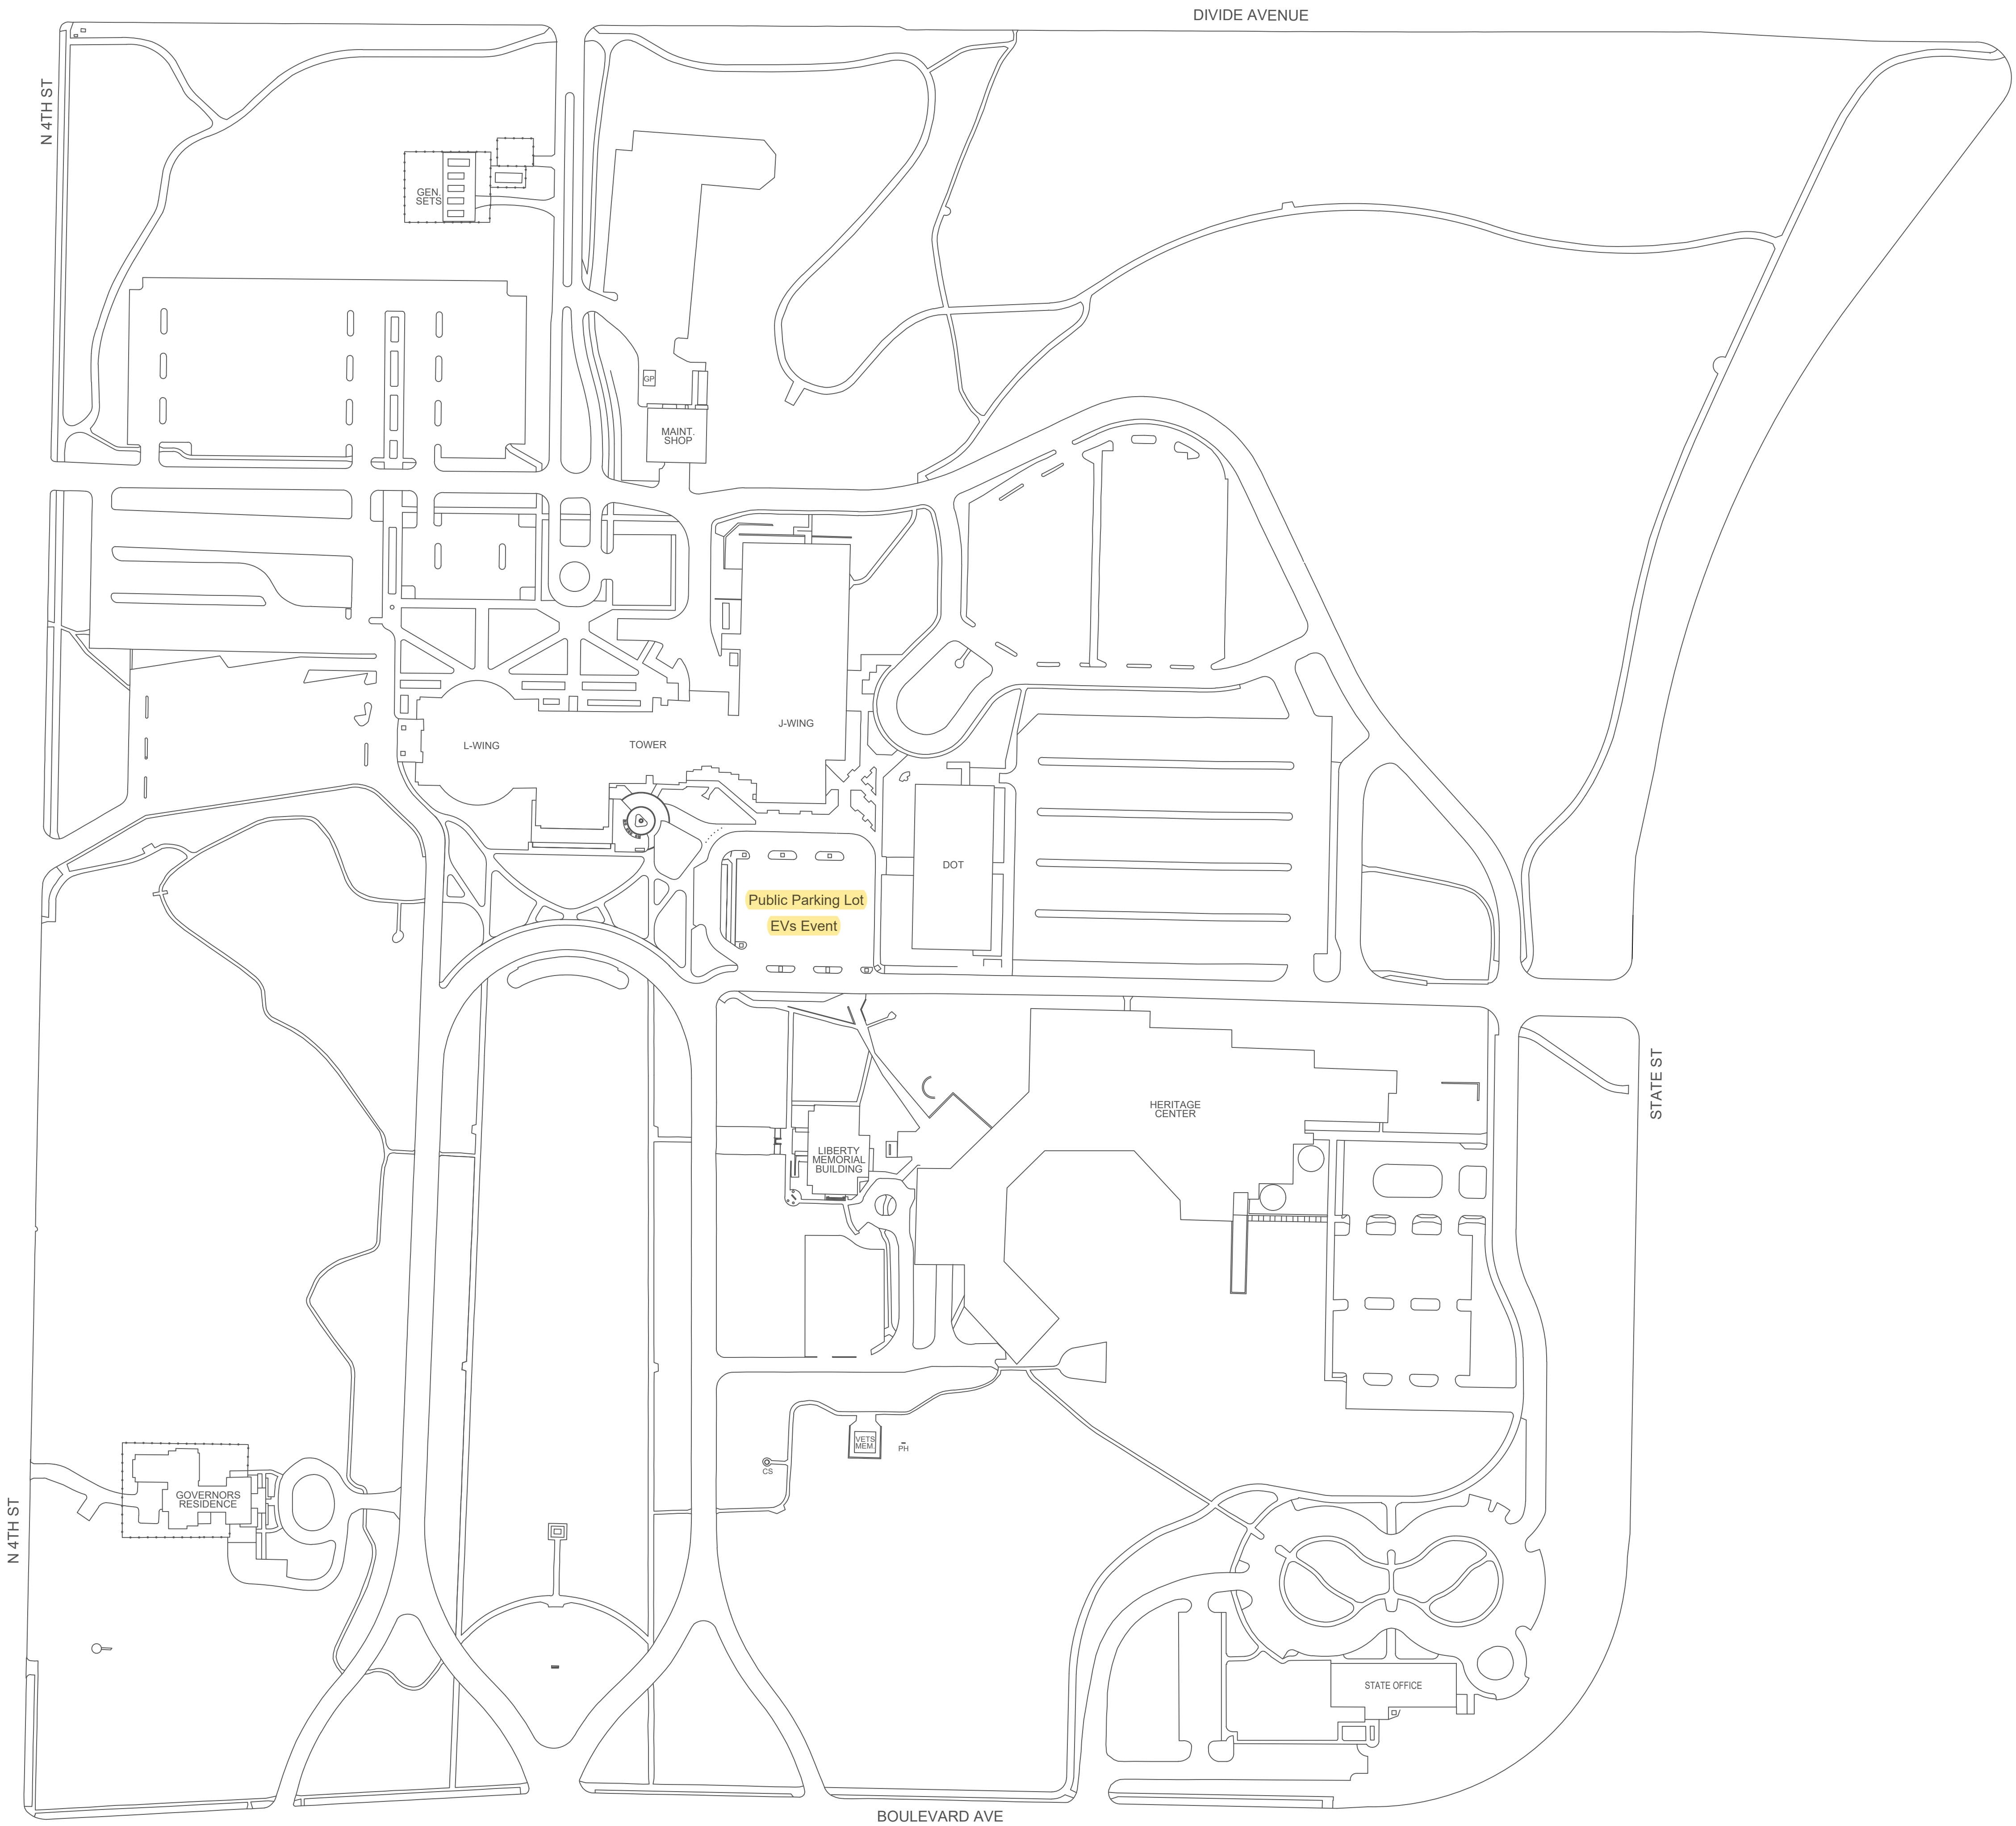 DIVIDE AVENUE
N 4TH ST
GEN.
SETS
GP
MAINT.
SHOP
J-WING
L-WING
TOWER
DOT
Public Parking Lot
EVs Event
STATE ST
HERITAGE
CENTER
LIBERTY
MEMORIAL
BUILDING
VETS
MEM.
PH
CS
GOVERNORS
RESIDENCE
N 4TH ST
STATE OFFICE
BOULEVARD AVE